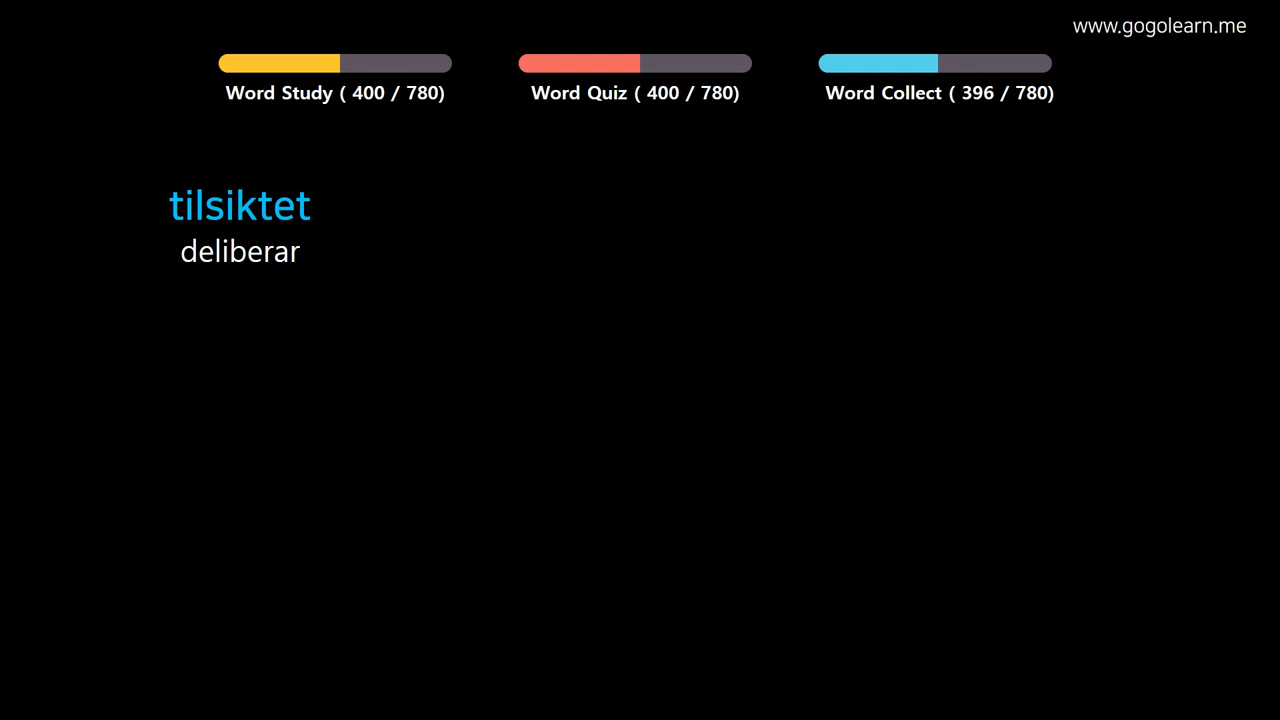 www.gogolearn.me
Word Study ( 400 / 780)
Word Quiz ( 400 / 780)
Word Collect ( 396 / 780)
tilsiktet
deliberar